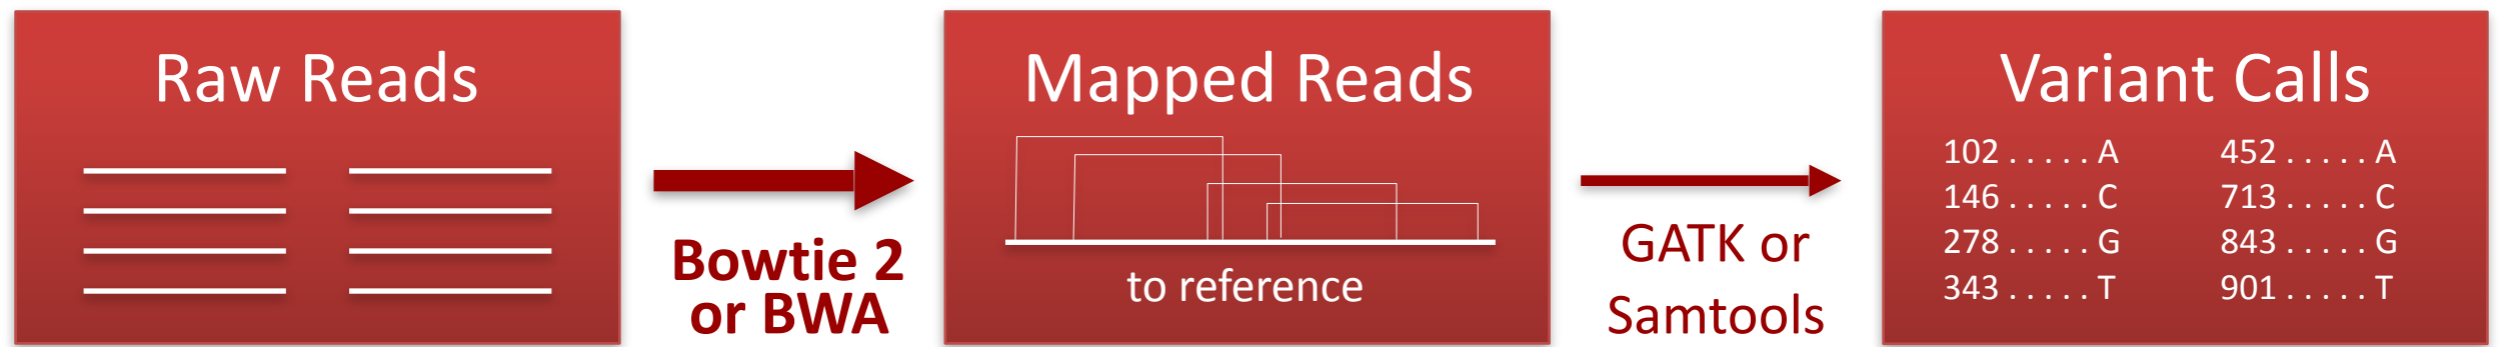 Raw Reads
Bowtie 2
or BWA
Mapped Reads
to reference
GATK or
Samtools
Variant Calls
102 . . . . . A 452 . . . . . A
146 . . . . . C 713 . . . . . C
278 . . . . . G 843 . . . . . G
343 . . . . . T 901 . . . . . T